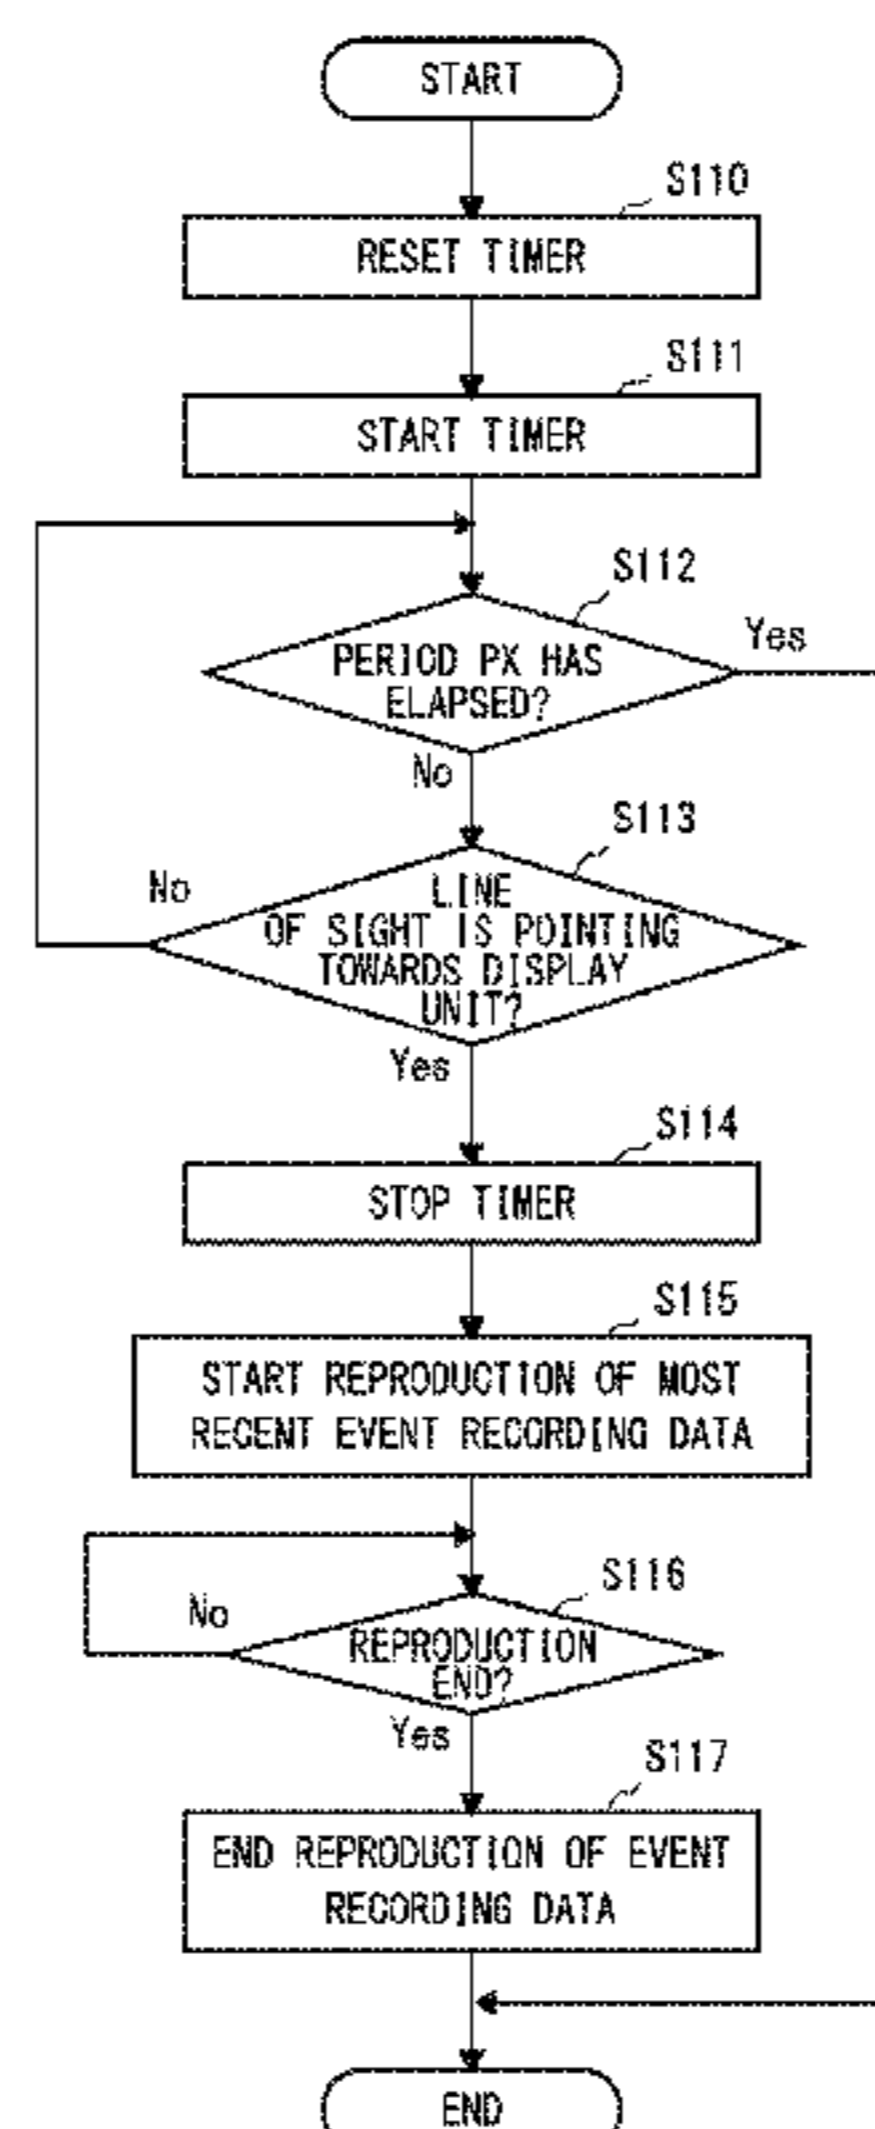 START
S110
RESET TIMER
S111
START TIMER
S112
PERIOD PX HAS
ELAPSED?
Yes
No
S113
LINE
OF SIGHT IS POINTING
TOWARDS DISPLAY
UNIT?
No
Yes
S114
STOP TIMER
S115
START REPRODUCTION OF MOST
RECENT EVENT RECORDING DATA
S116
REPRODUCTION
END?
No
Yes
S117
END REPRODUCTION OF EVENT
RECORDING DATA
END